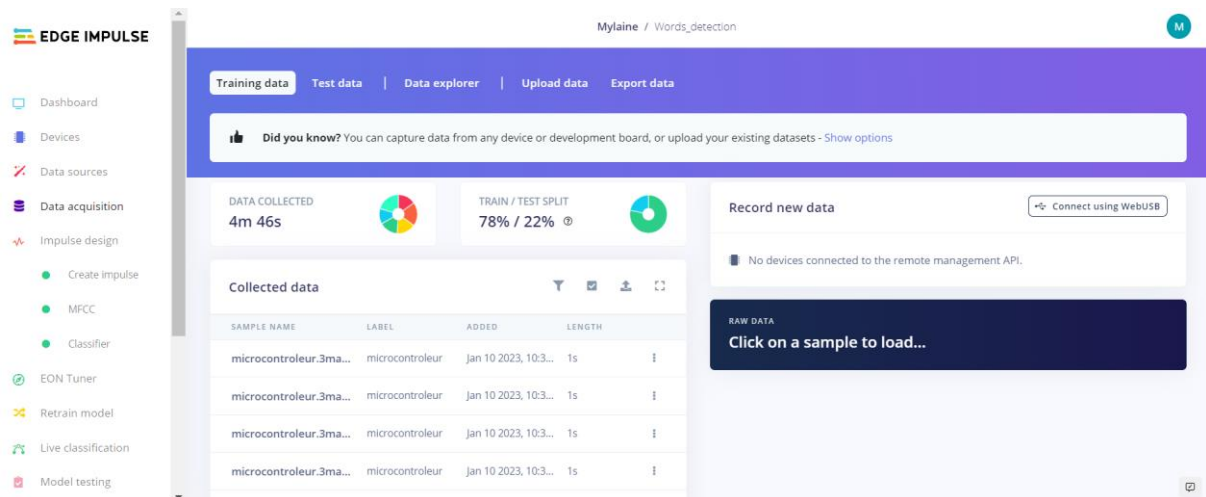 EDGE IMPULSE
Dashboard
Devices
Data sources
Data acquisition
Impulse design
Create impulse
MFCC
Classifier
EON Tuner
Retrain model
Live classification
Model testing
Mylaine / Words_detection
M
Training data Test data | Data explorer | Upload data Export data
Did you know? You can capture data from any device or development board, or upload your existing datasets - Show options
DATA COLLECTED
4m 46s
TRAIN / TEST SPLIT
78% / 22% ?
Collected data
SAMPLE NAME LABEL ADDED LENGTH
microcontroleur.3ma... microcontroleur Jan 10 2023, 10:3... 1s
microcontroleur.3ma... microcontroleur Jan 10 2023, 10:3... 1s
microcontroleur.3ma... microcontroleur Jan 10 2023, 10:3... 1s
microcontroleur.3ma... microcontroleur Jan 10 2023, 10:3... 1s
Record new data
Connect using WebUSB
No devices connected to the remote management API.
RAW DATA
Click on a sample to load...